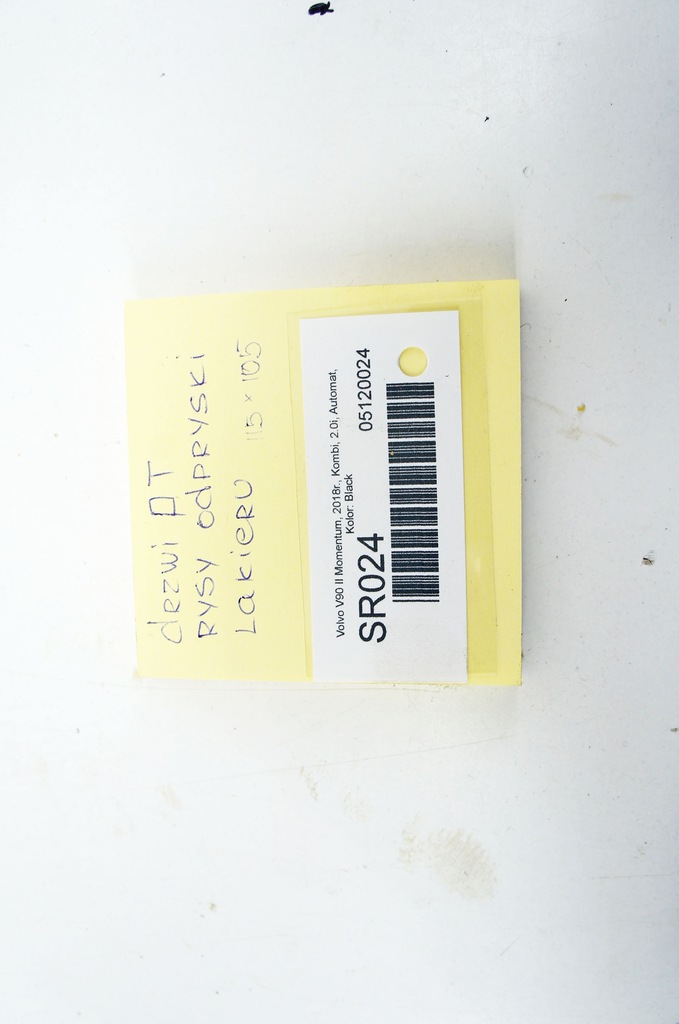 drzwi PT
RYSY OdPRYSKI
LakieRU 115 x 105
Volvo V90 II Momentum, 2018r., Kombi, 2.0i, Automat,
Kolor: Black
SR024 05120024